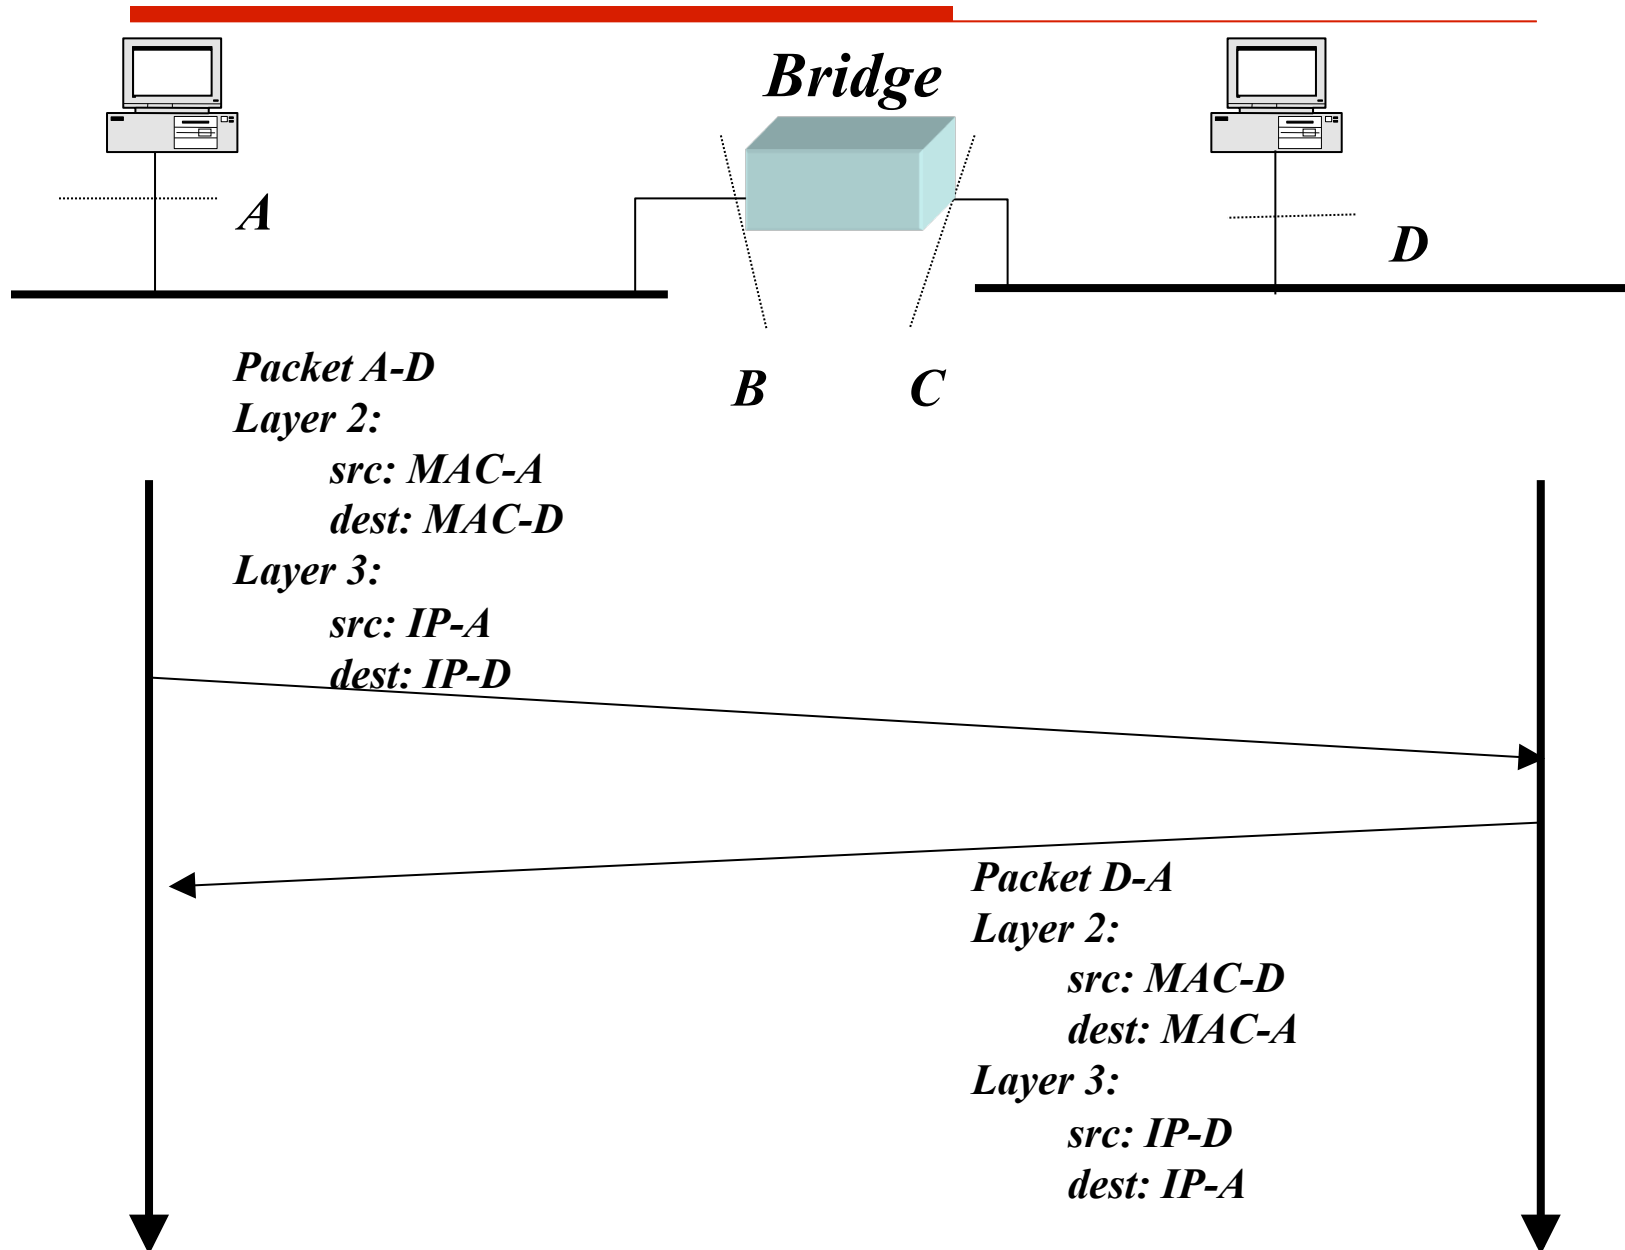 Bridge
A
D
B
C
Packet A-D
Layer 2:
src: MAC-A
dest: MAC-D
Layer 3:
src: IP-A
dest: IP-D
Packet D-A
Layer 2:
src: MAC-D
dest: MAC-A
Layer 3:
src: IP-D
dest: IP-A